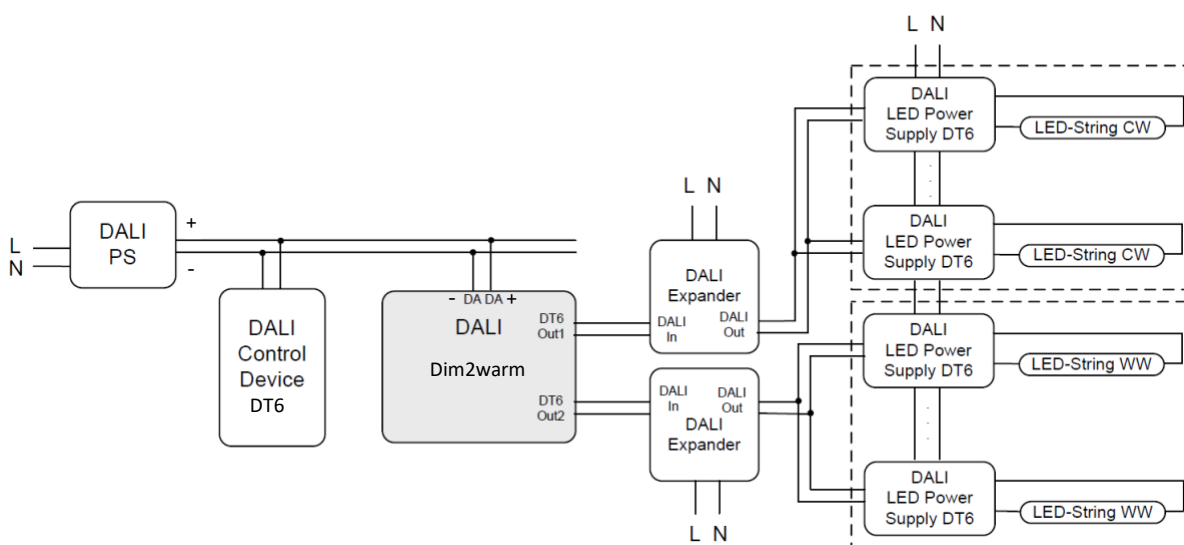 L N
DALI
LED Power
Supply DT6
LED-String CW
L N
DALI
LED Power
Supply DT6
LED-String CW
DALI
PS
+
-
L
N
DALI
Control
Device
DT6
- DA DA +
DALI
Dim2warm
DT6
Out1
DT6
Out2
DALI
Expander
DALI
In
DALI
Out
DALI
In
DALI
Out
DALI
Expander
L N
DALI
LED Power
Supply DT6
LED-String WW
DALI
LED Power
Supply DT6
LED-String WW